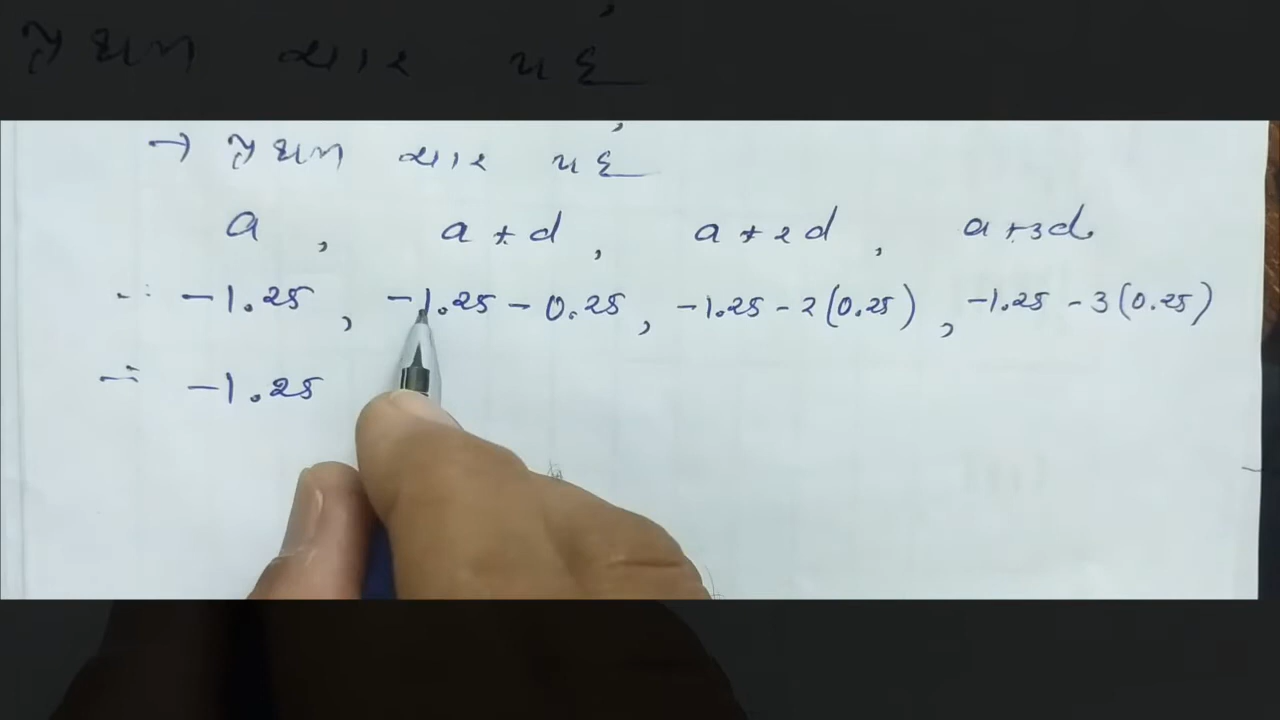 → પ્રથમ ચાર પદ
a , a + d , a + 2d , a + 3d
∴ -1.25 , -1.25 - 0.25 , -1.25 - 2(0.25) , -1.25 - 3(0.25)
∴ -1.25